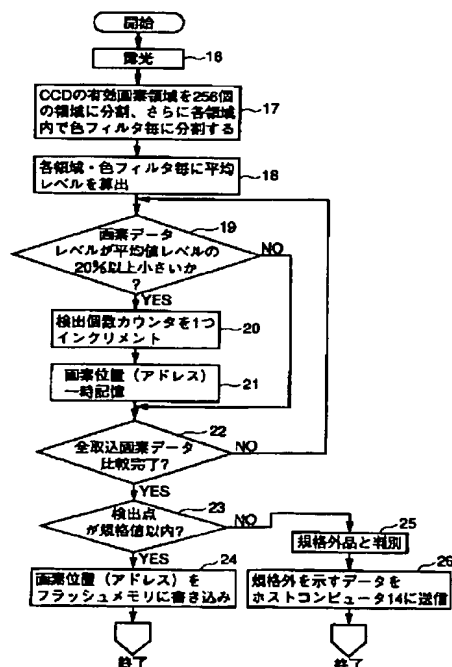 開始
露光
16
CCDの有効画素領域を256個
の領域に分割、さらに各領域
内で色フィルタ毎に分割する
17
各領域・色フィルタ毎に平均
レベルを算出
18
画素データ
レベルが平均値レベルの
20%以上小さいか
?
19
NO
YES
検出個数カウンタを1つ
インクリメント
20
画素位置（アドレス）
一時記憶
21
全取込画素データ
比較完了?
22
NO
YES
検出点
が規格値以内?
23
NO
YES
24
画素位置（アドレス）を
フラッシュメモリに書き込み
終了
25
規格外品と判別
26
規格外を示すデータを
ホストコンピュータ14に送信
終了